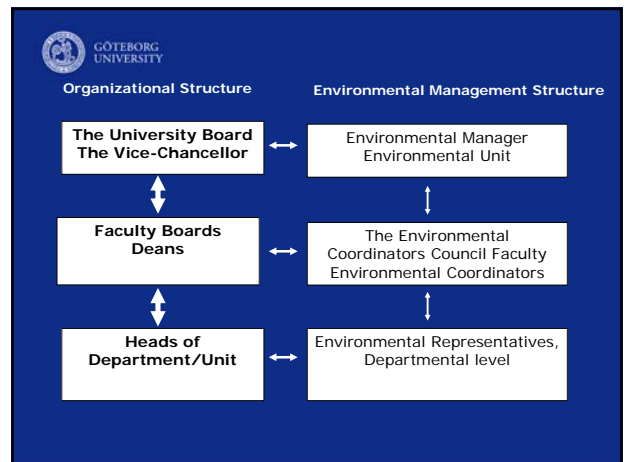 GÖTEBORG
UNIVERSITY
Organizational Structure
Environmental Management Structure
The University Board
The Vice-Chancellor
Environmental Manager
Environmental Unit
Faculty Boards
Deans
The Environmental
Coordinators Council Faculty
Environmental Coordinators
Heads of
Department/Unit
Environmental Representatives,
Departmental level